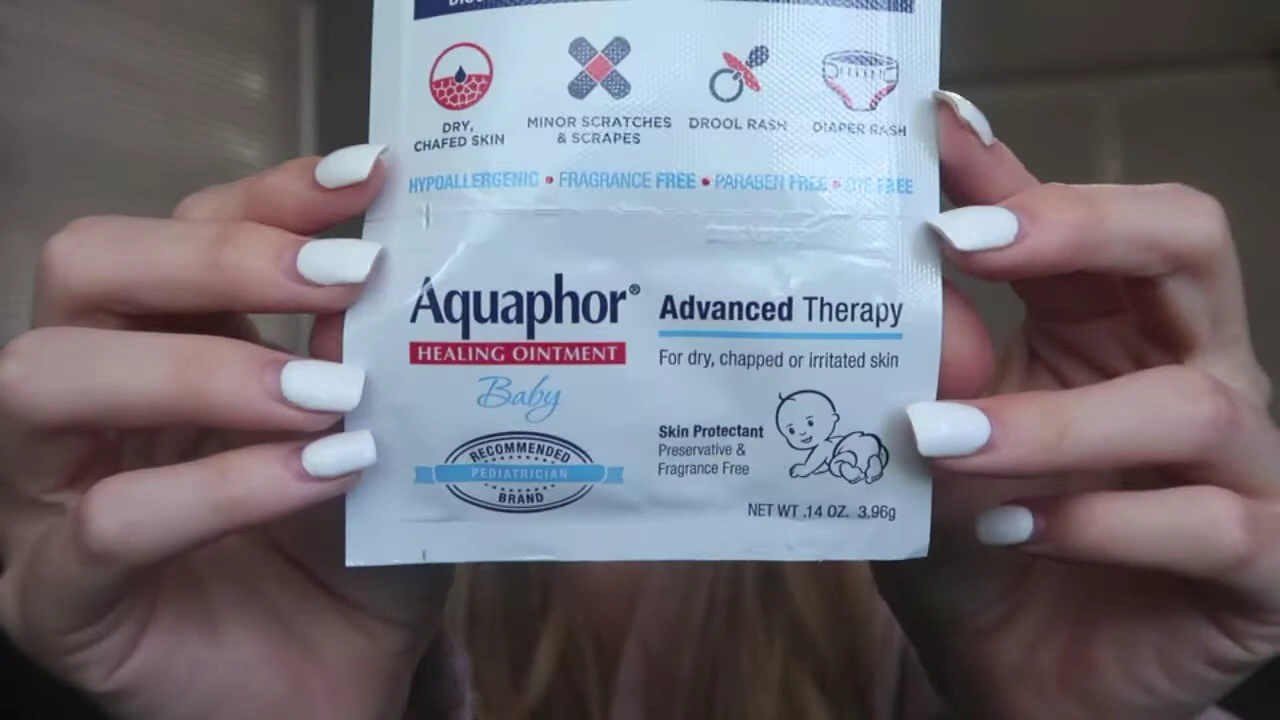 DRY,
CHAFED SKIN
MINOR SCRATCHES
& SCRAPES
DROOL RASH
DIAPER RASH
HYPOALLERGENIC • FRAGRANCE FREE • PARABEN FREE • DYE FREE
Aquaphor®
HEALING OINTMENT
Baby
RECOMMENDED
PEDIATRICIAN
BRAND
Advanced Therapy
For dry, chapped or irritated skin
Skin Protectant
Preservative &
Fragrance Free
NET WT .14 OZ. 3.96g